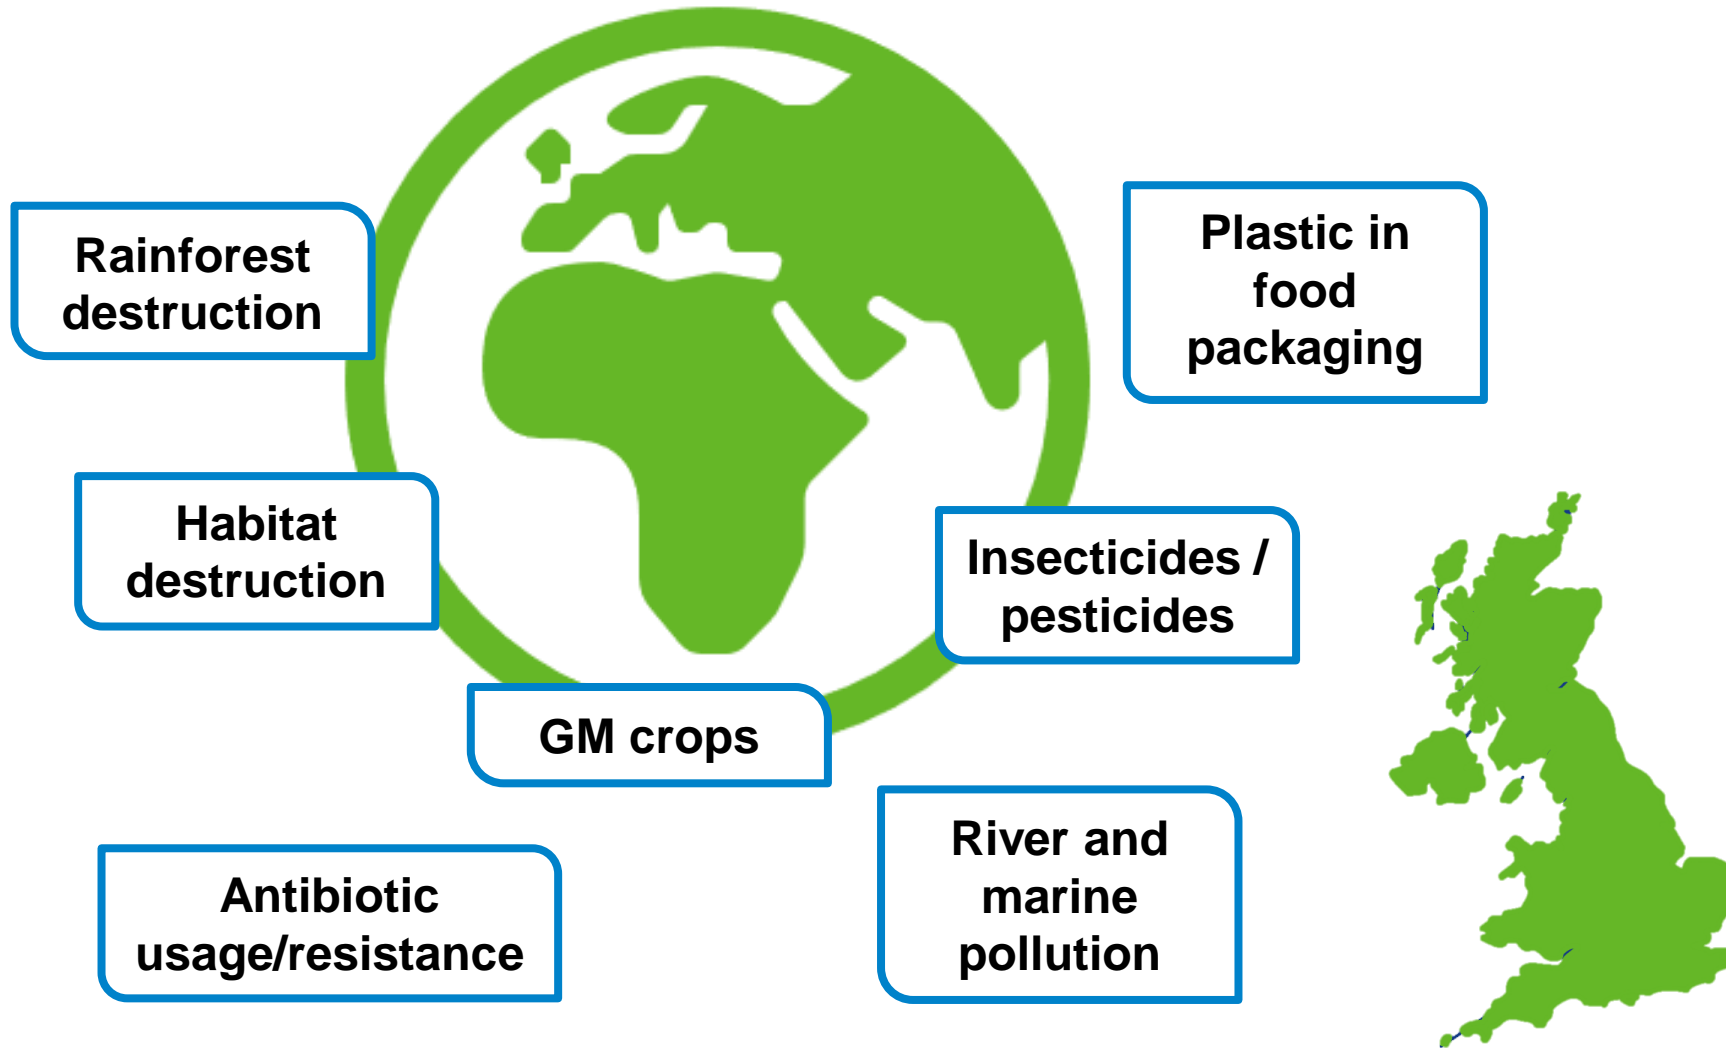 Rainforest
destruction
Plastic in
food
packaging
Habitat
destruction
Insecticides /
pesticides
GM crops
River and
marine
pollution
Antibiotic
usage/resistance